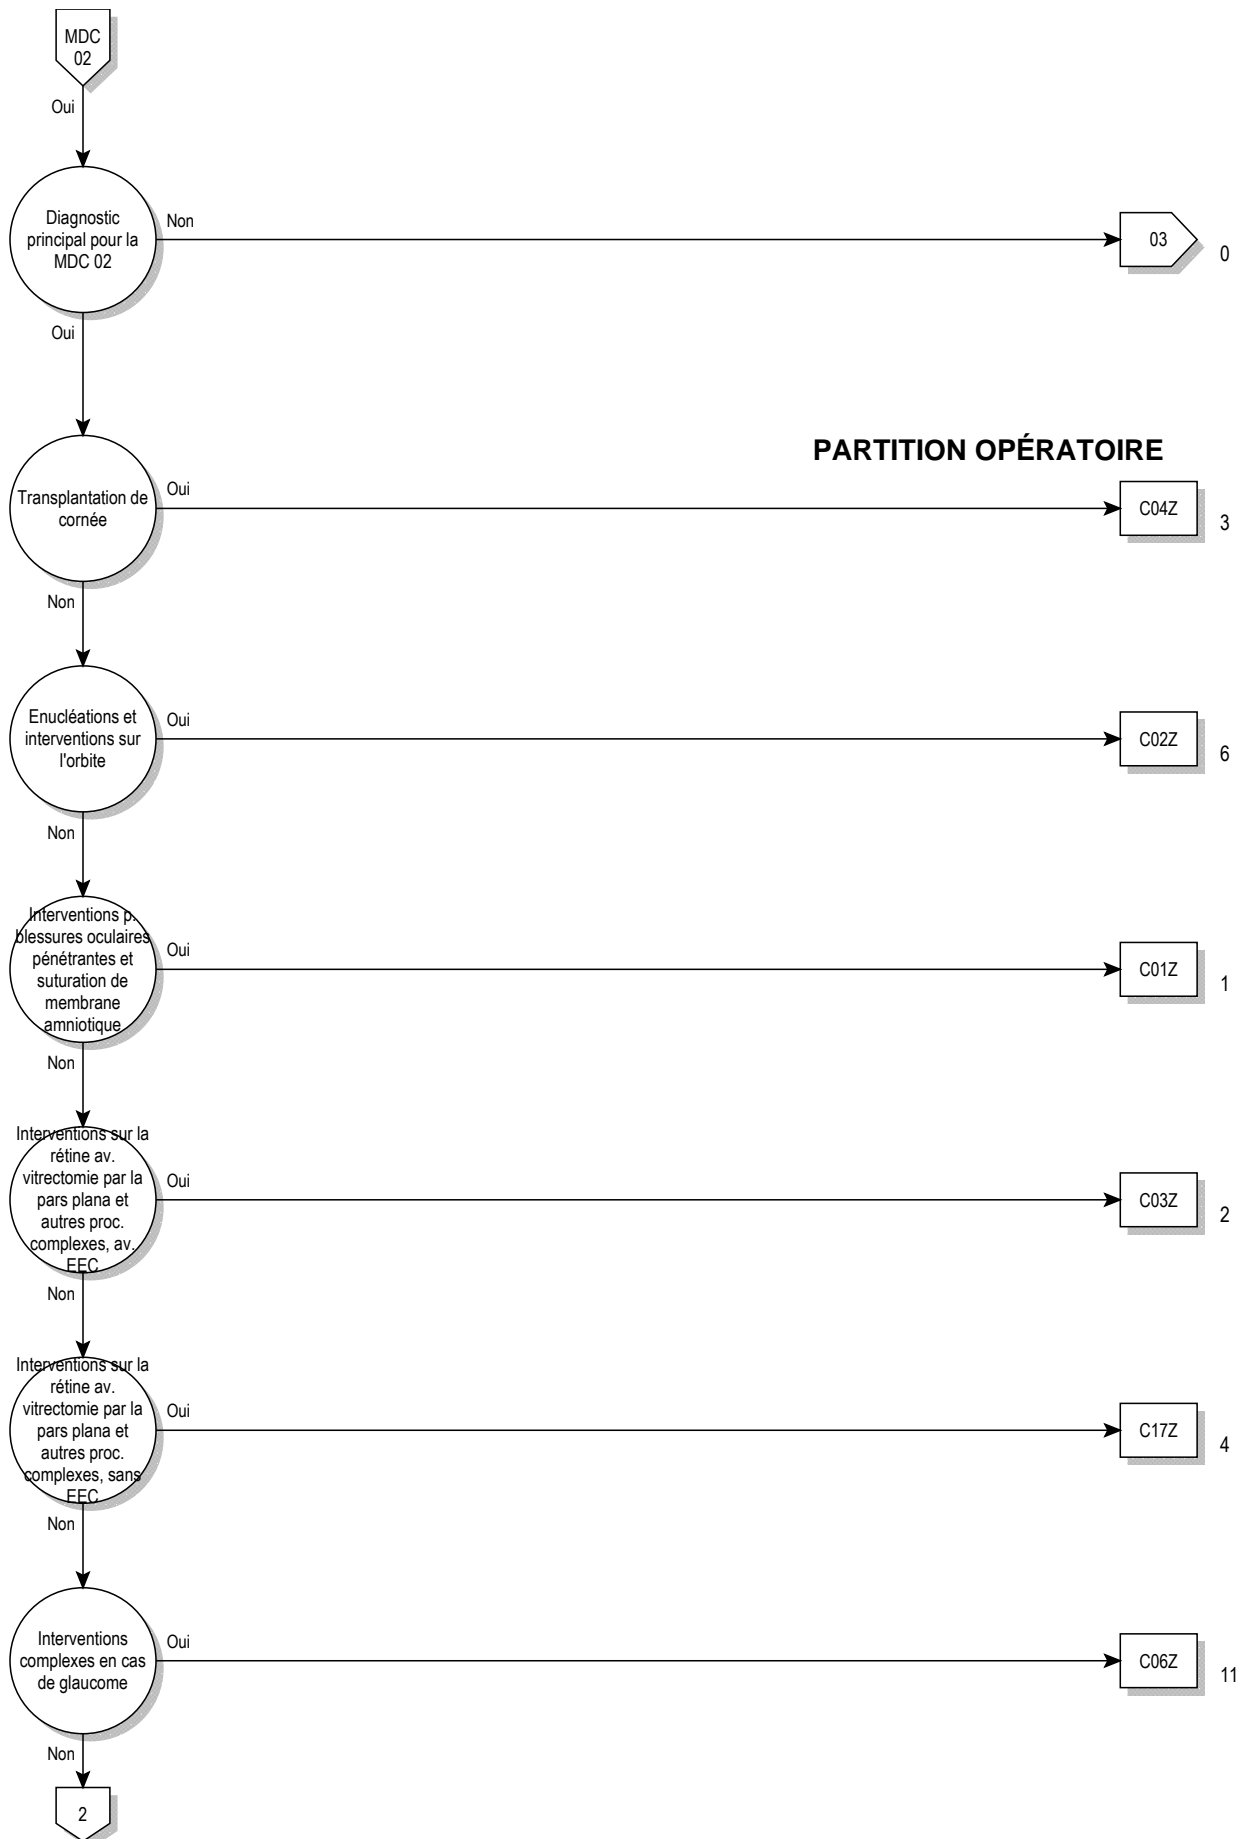 MDC
02
Oui
Diagnostic
principal pour la
MDC 02
Non
03
0
Oui
PARTITION OPÉRATOIRE
Transplantation de
cornée
Oui
C04Z
3
Non
Enucléations et
interventions sur
l'orbite
Oui
C02Z
6
Non
Interventions p.
blessures oculaires
pénétrantes et
suturation de
membrane
amniotique
Oui
C01Z
1
Non
Interventions sur la
rétine av.
vitrectomie par la
pars plana et
autres proc.
complexes, av.
EEC
Oui
C03Z
2
Non
Interventions sur la
rétine av.
vitrectomie par la
pars plana et
autres proc.
complexes, sans
EEC
Oui
C17Z
4
Non
Interventions
complexes en cas
de glaucome
Oui
C06Z
11
Non
2